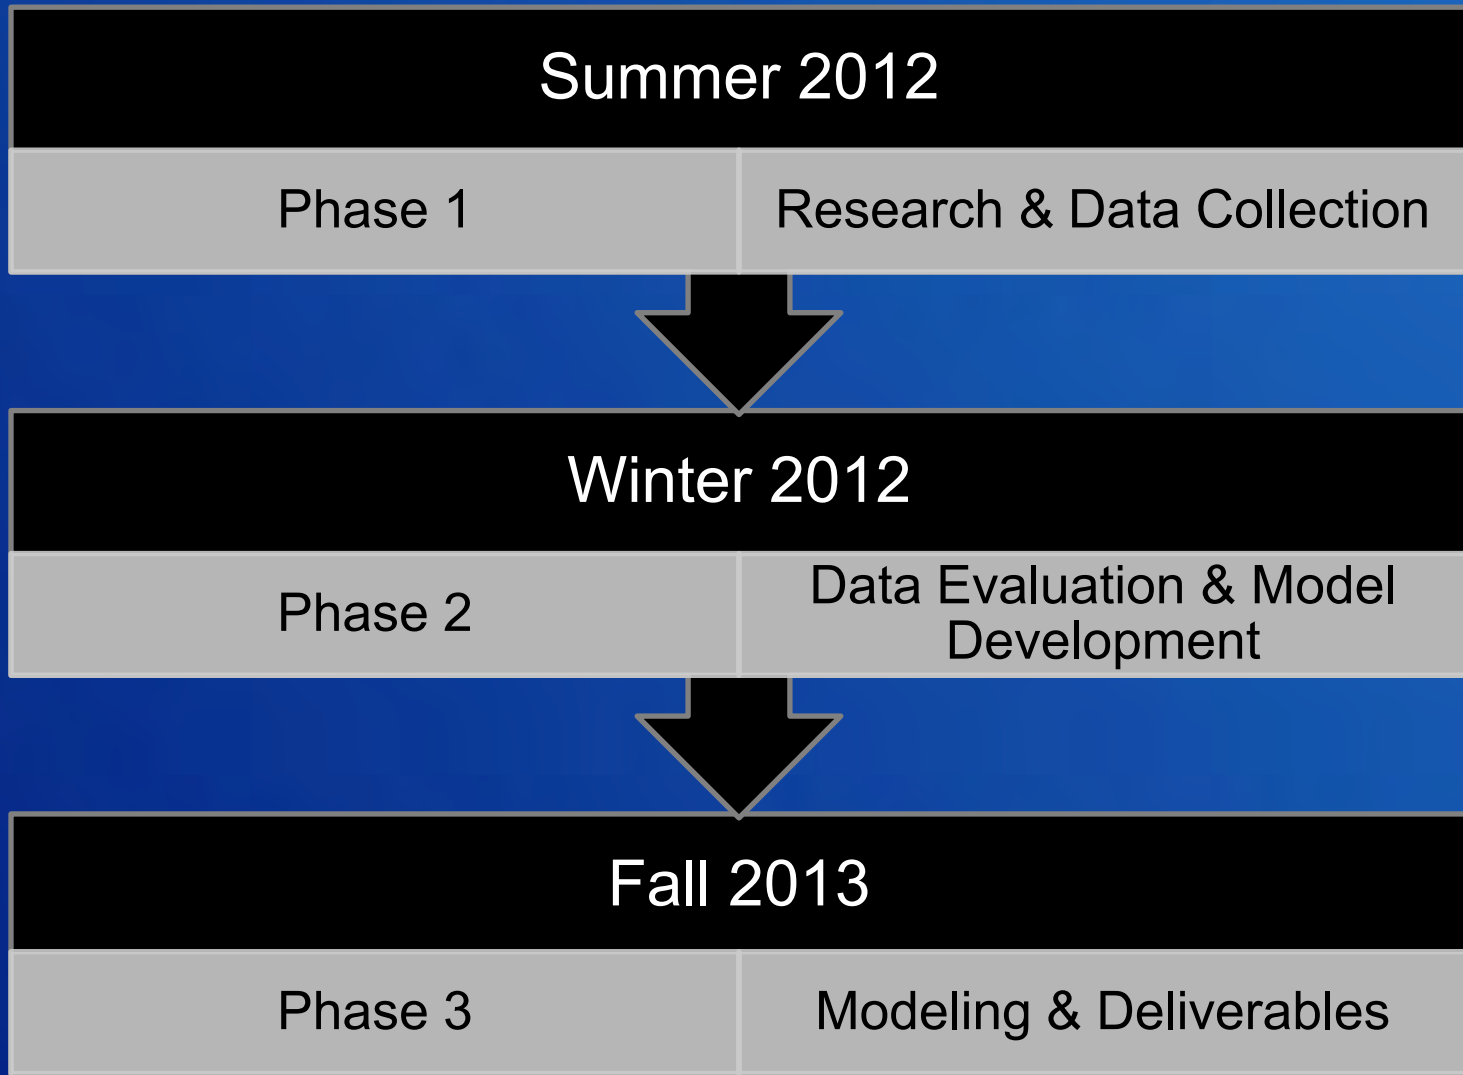 Summer 2012
Phase 1
Research & Data Collection
Winter 2012
Phase 2
Data Evaluation & Model
Development
Fall 2013
Phase 3
Modeling & Deliverables